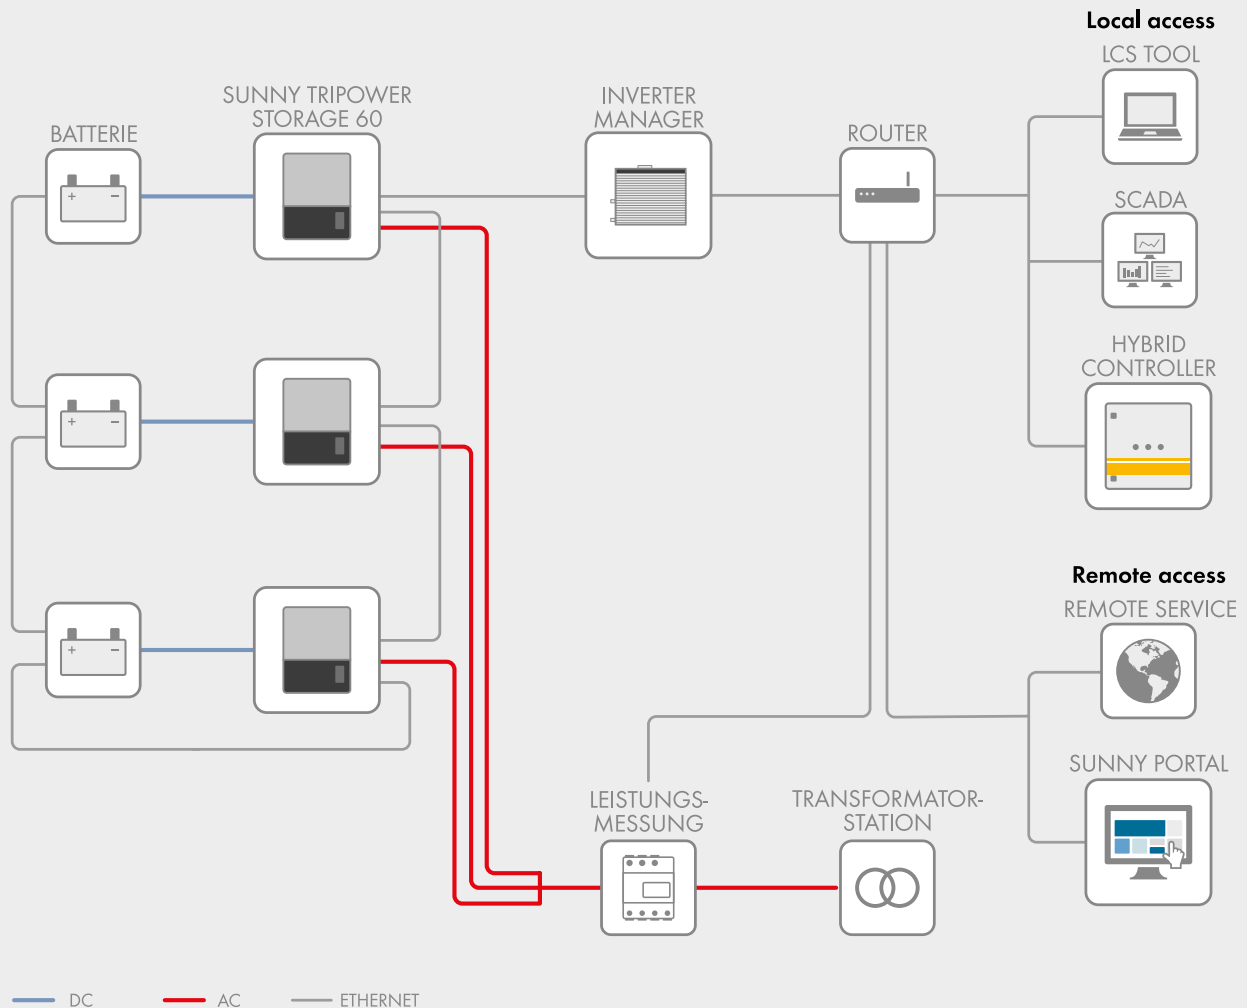 Local access
LCS TOOL
SUNNY TRIPOWER
STORAGE 60
INVERTER
MANAGER
BATTERIE
ROUTER
SCADA
HYBRID
CONTROLLER
Remote access
REMOTE SERVICE
SUNNY PORTAL
LEISTUNGS-
MESSUNG
TRANSFORMATOR-
STATION
DC
AC
ETHERNET